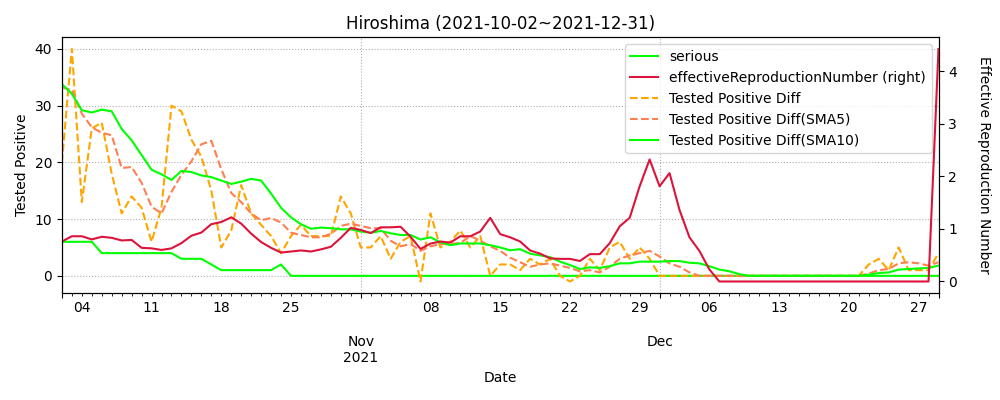 Hiroshima (2021-10-02~2021-12-31)
serious
effectiveReproductionNumber (right)
Tested Positive Diff
Tested Positive Diff(SMA5)
Tested Positive Diff(SMA10)
Tested Positive
40
30
20
10
0
Effective Reproduction Number
4
3
2
1
0
04 11 18 25 08 15 22 29 06 13 20 27
Nov Dec
2021
Date